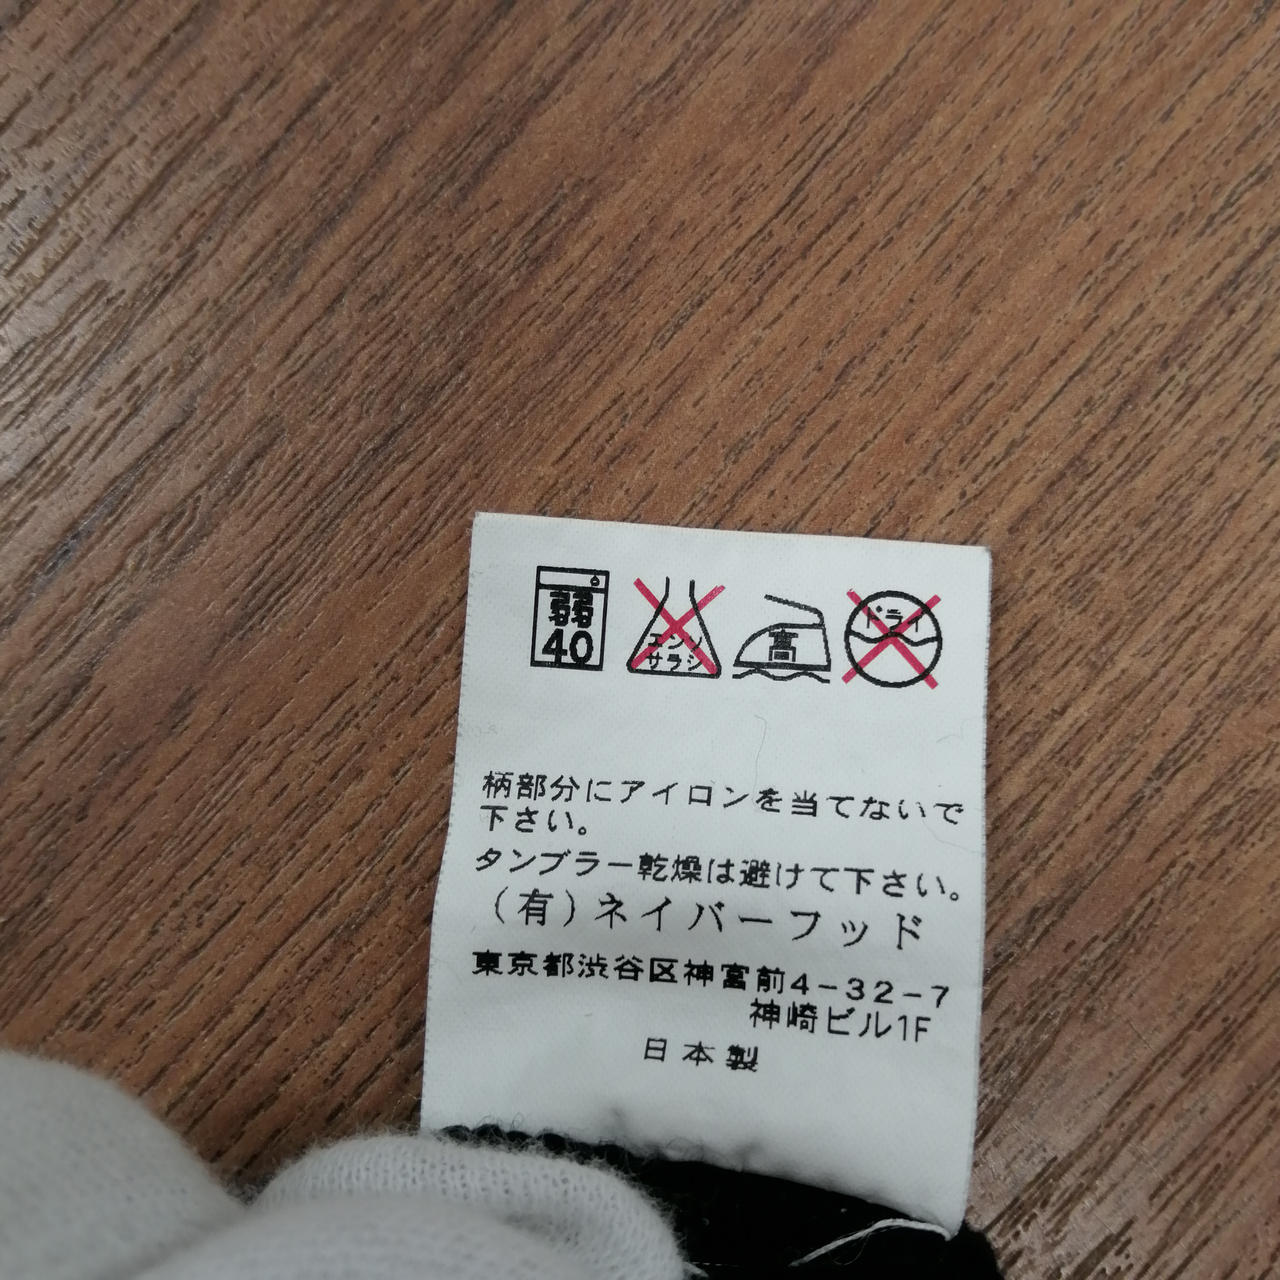 弱
40
エンソ
サラシ
高
ドライ
柄部分にアイロンを当てないで
下さい。
タンブラー乾燥は避けて下さい。
（有）ネイバーフッド
東京都渋谷区神宮前4-32-7
神崎ビル1F
日本製